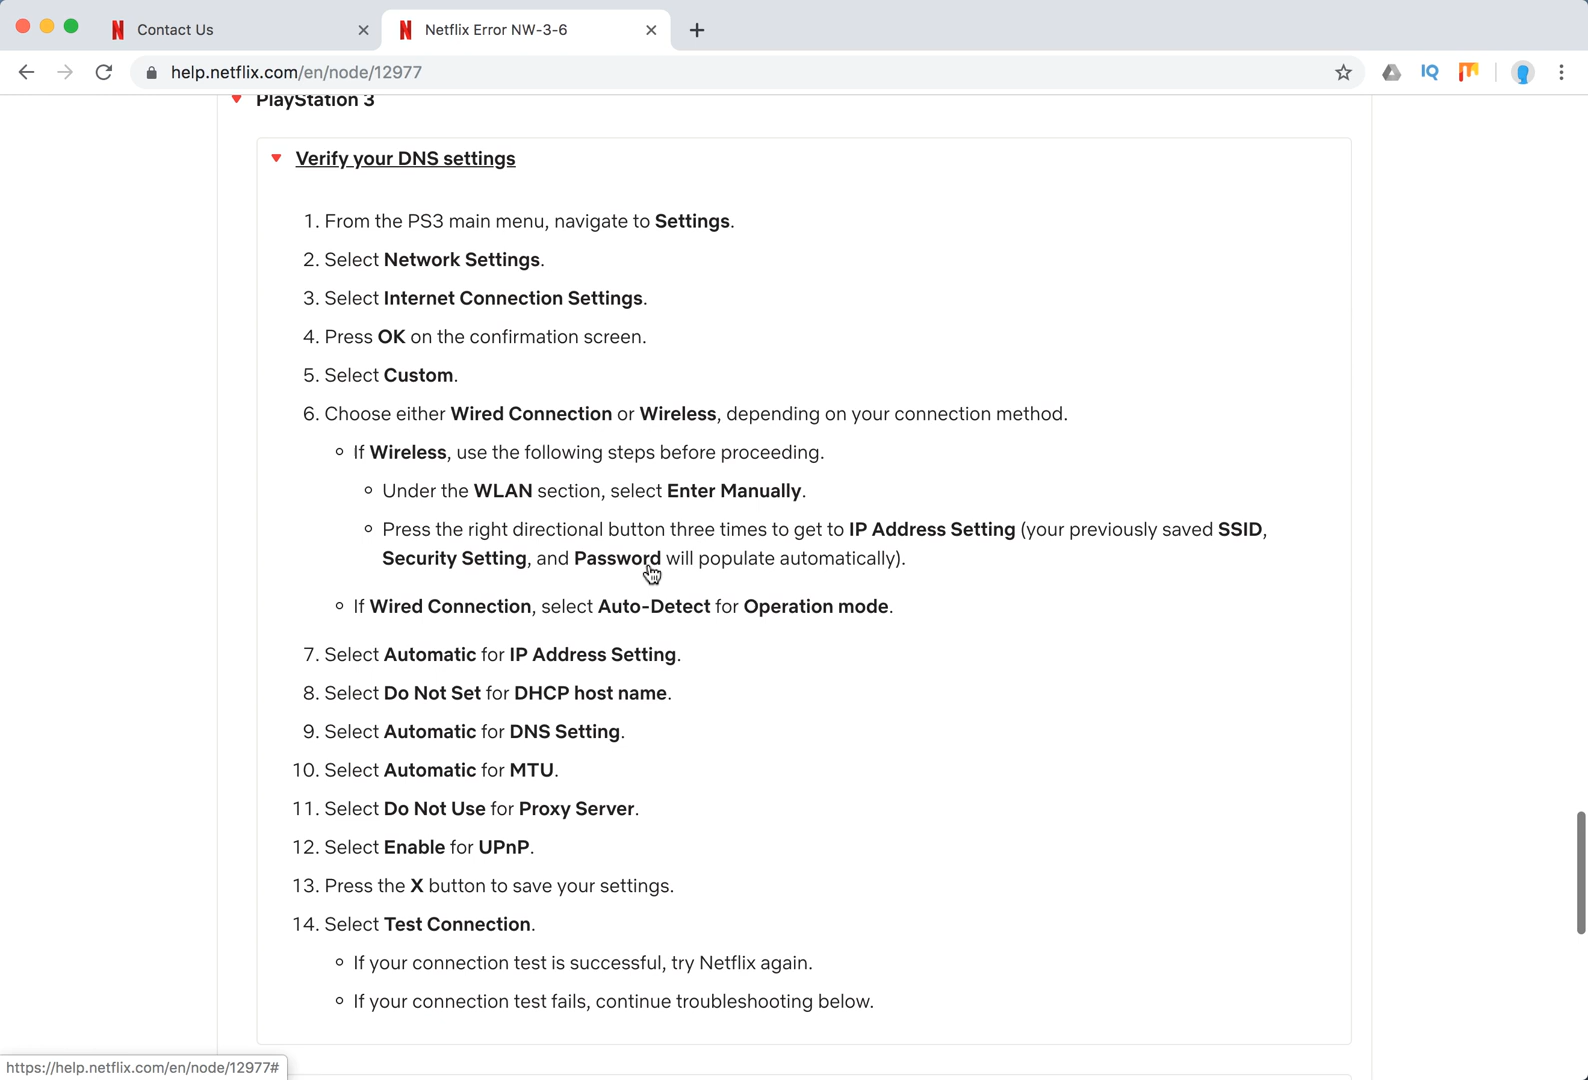 Contact Us
Netflix Error NW-3-6
help.netflix.com/en/node/12977
IQ
PlayStation 3
Verify your DNS settings
1. From the PS3 main menu, navigate to Settings.
2. Select Network Settings.
3. Select Internet Connection Settings.
4. Press OK on the confirmation screen.
5. Select Custom.
6. Choose either Wired Connection or Wireless, depending on your connection method.
If Wireless, use the following steps before proceeding.
Under the WLAN section, select Enter Manually.
Press the right directional button three times to get to IP Address Setting (your previously saved SSID,
Security Setting, and Password will populate automatically).
If Wired Connection, select Auto-Detect for Operation mode.
7. Select Automatic for IP Address Setting.
8. Select Do Not Set for DHCP host name.
9. Select Automatic for DNS Setting.
10. Select Automatic for MTU.
11. Select Do Not Use for Proxy Server.
12. Select Enable for UPnP.
13. Press the X button to save your settings.
14. Select Test Connection.
If your connection test is successful, try Netflix again.
If your connection test fails, continue troubleshooting below.
https://help.netflix.com/en/node/12977#